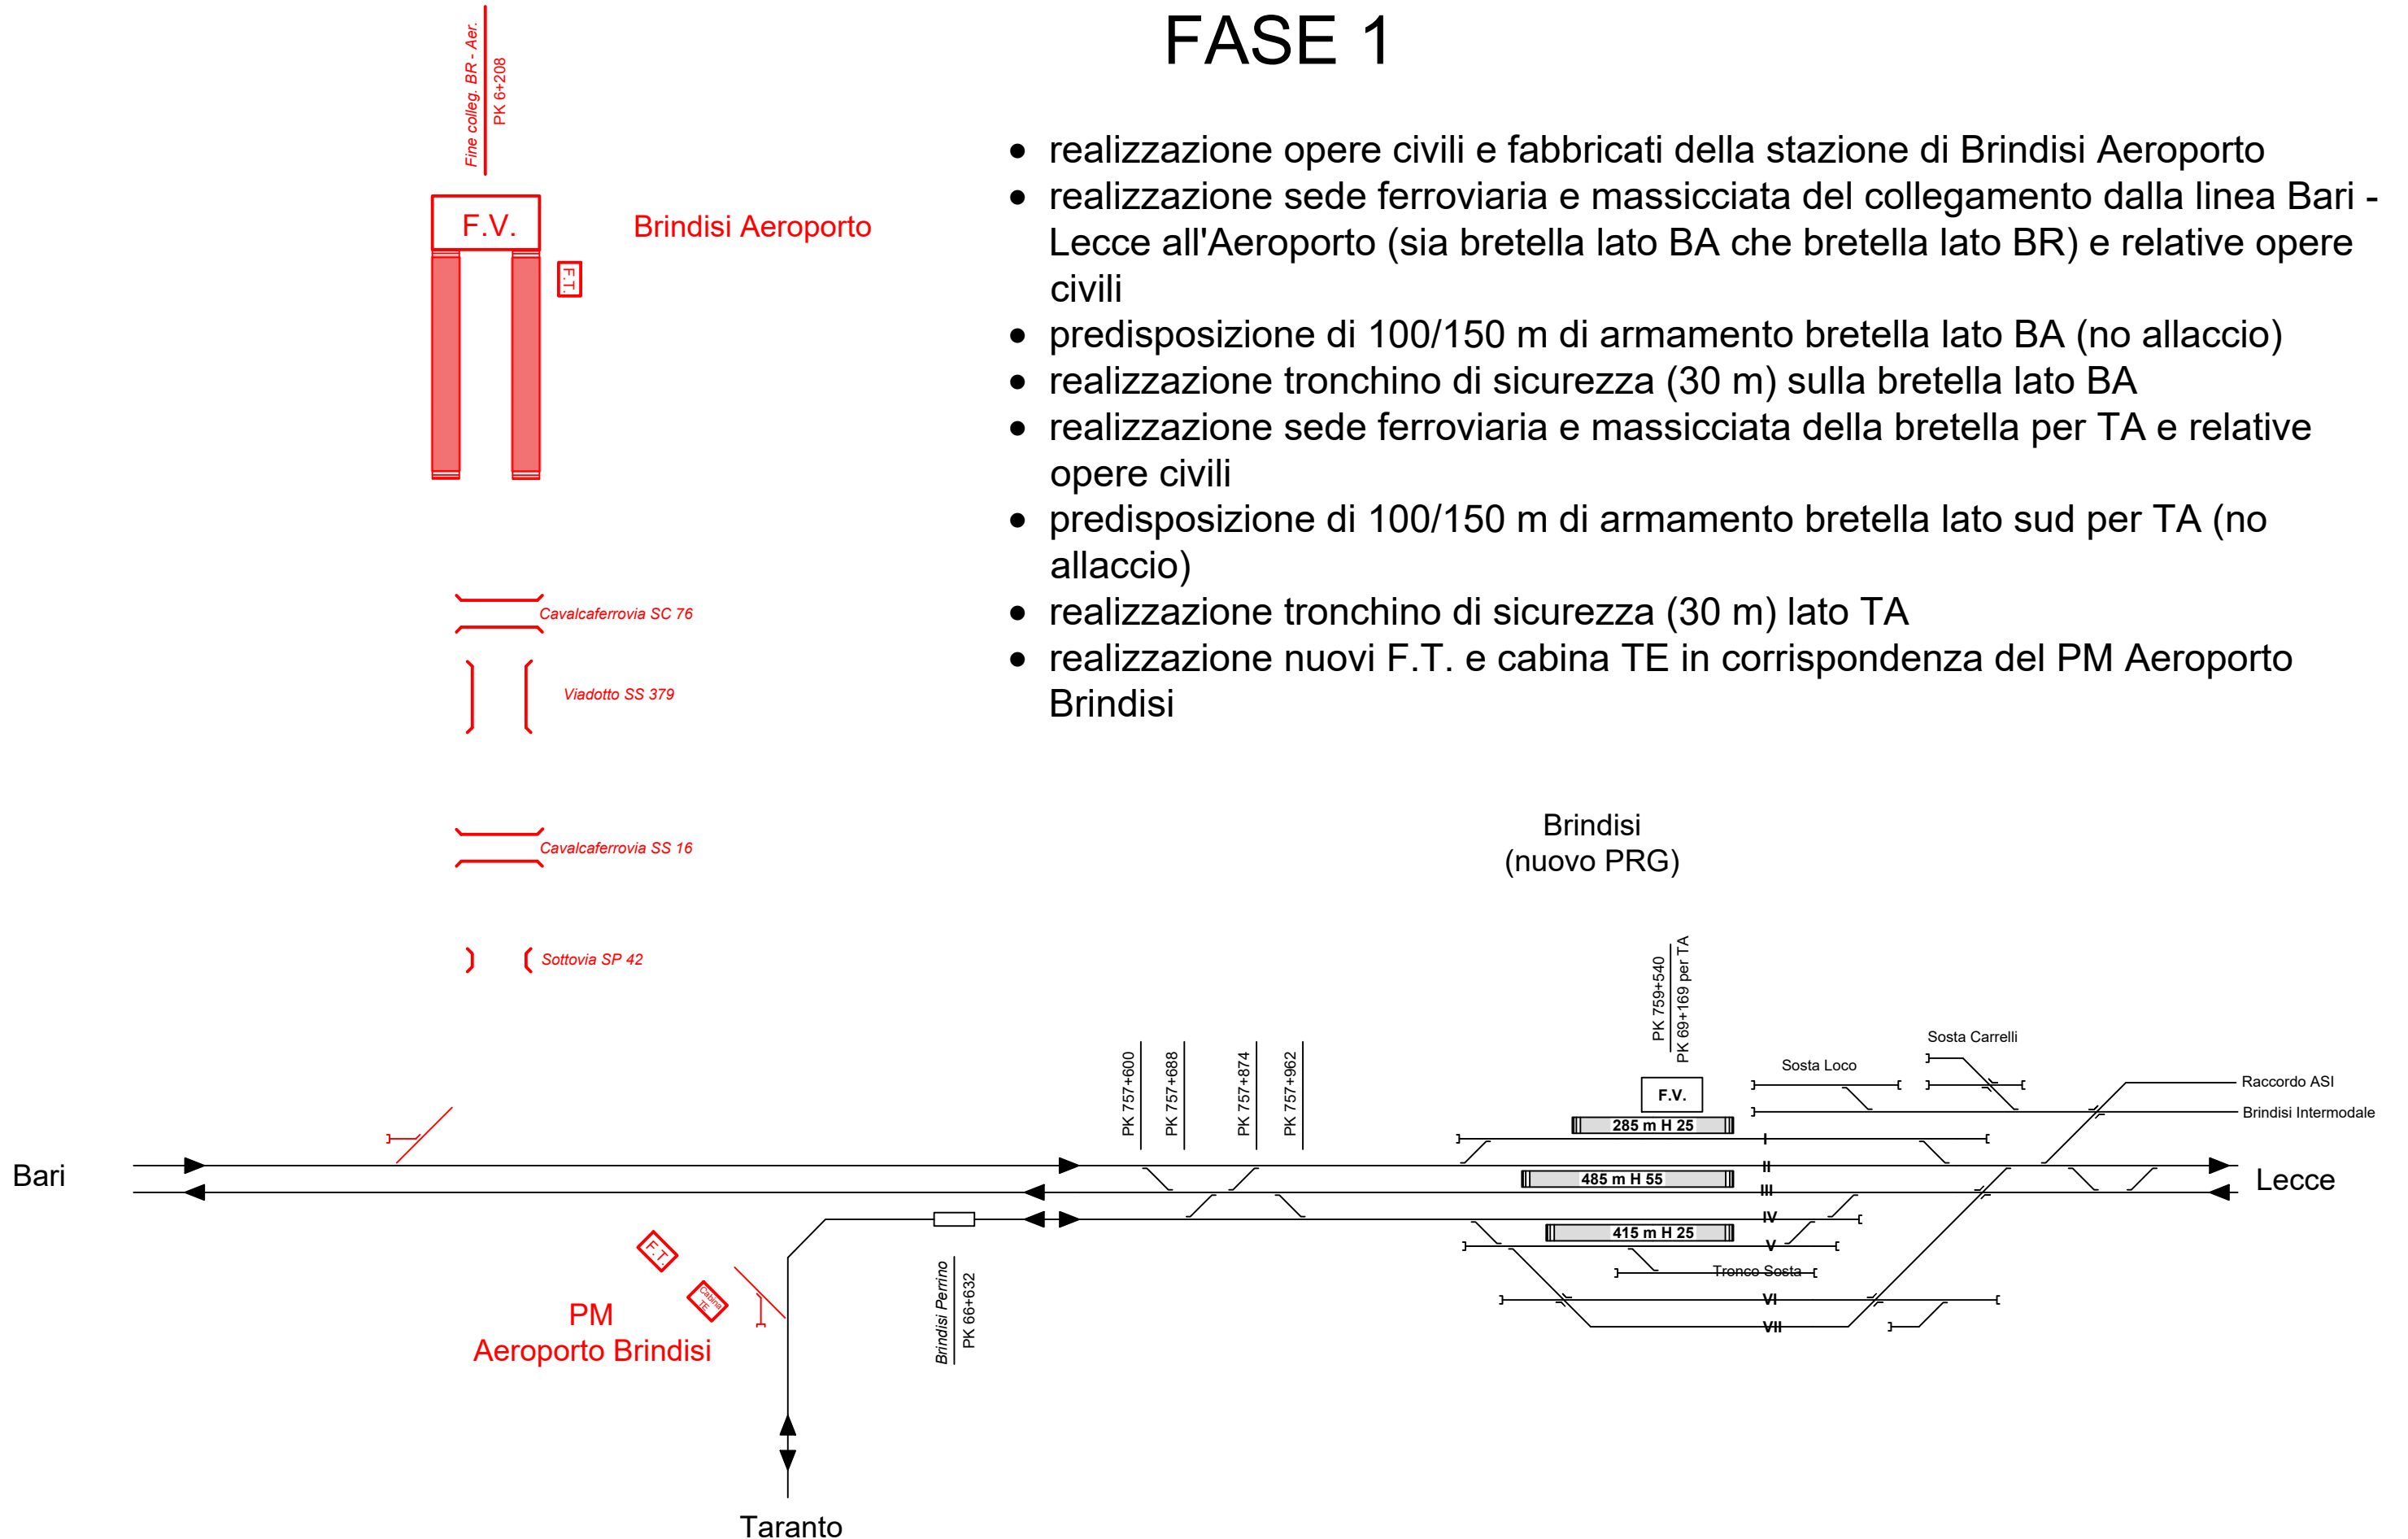 FASE 1
Fine colleg. BR - Aer.
PK 6+208
F.V.
Brindisi Aeroporto
F.T.
• realizzazione opere civili e fabbricati della stazione di Brindisi Aeroporto
• realizzazione sede ferroviaria e massicciata del collegamento dalla linea Bari -
Lecce all'Aeroporto (sia bretella lato BA che bretella lato BR) e relative opere
civili
• predisposizione di 100/150 m di armamento bretella lato BA (no allaccio)
• realizzazione tronchino di sicurezza (30 m) sulla bretella lato BA
• realizzazione sede ferroviaria e massicciata della bretella per TA e relative
opere civili
• predisposizione di 100/150 m di armamento bretella lato sud per TA (no
allaccio)
• realizzazione tronchino di sicurezza (30 m) lato TA
• realizzazione nuovi F.T. e cabina TE in corrispondenza del PM Aeroporto
Brindisi
Cavalcaferrovia SC 76
Viadotto SS 379
Cavalcaferrovia SS 16
Sottovia SP 42
Brindisi
(nuovo PRG)
PK 759+540
PK 69+169 per TA
PK 757+600
PK 757+688
PK 757+874
PK 757+962
Sosta Carrelli
Sosta Loco
F.V.
Raccordo ASI
Brindisi Intermodale
285 m H 25
I
Bari
II
485 m H 55
III
Lecce
IV
415 m H 25
V
Tronco Sosta
VI
VII
F.T.
Cabina
TE
PM
Aeroporto Brindisi
Brindisi Perrino
PK 66+632
Taranto